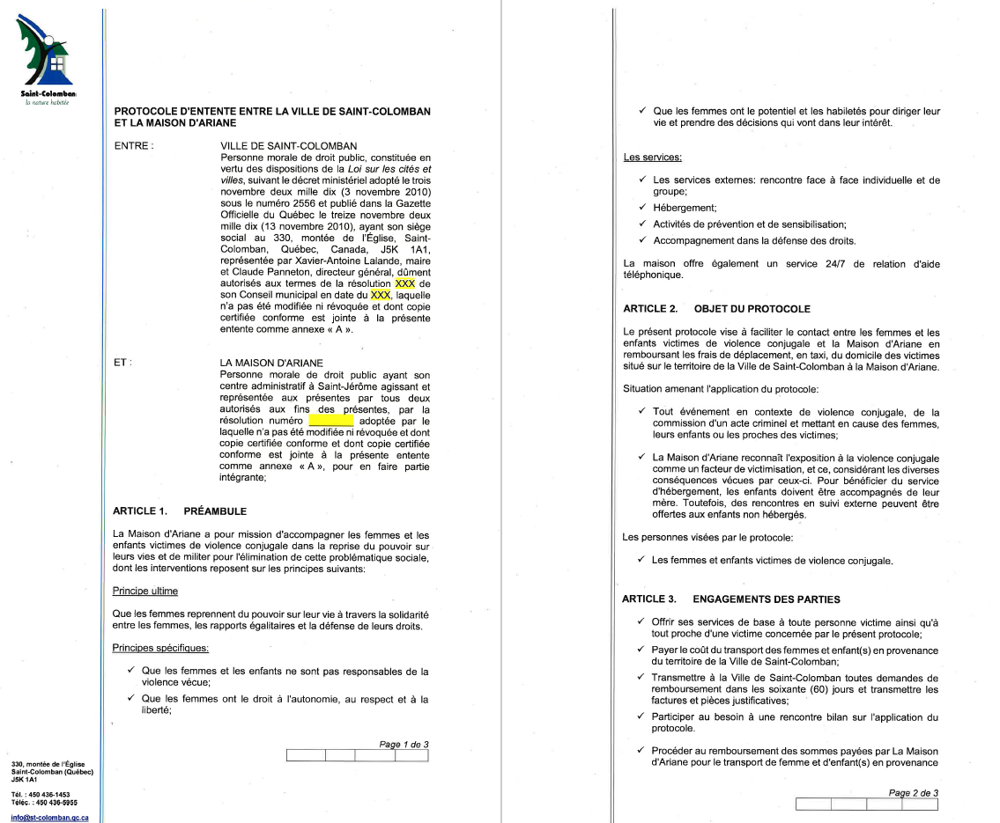 Saint-Colomban
la nature habitée
PROTOCOLE D'ENTENTE ENTRE LA VILLE DE SAINT-COLOMBAN
ET LA MAISON D'ARIANE
ENTRE :
VILLE DE SAINT-COLOMBAN
Personne morale de droit public, constituée en
vertu des dispositions de la Loi sur les cités et
villes, suivant le décret ministériel adopté le trois
novembre deux mille dix (3 novembre 2010)
sous le numéro 2556 et publié dans la Gazette
Officielle du Québec le treize novembre deux
mille dix (13 novembre 2010), ayant son siège
social au 330, montée de l'Église, Saint-
Colomban, Québec, Canada, J5K 1A1,
représentée par Xavier-Antoine Lalande, maire
et Claude Panneton, directeur général, dûment
autorisés aux termes de la résolution XXX de
son Conseil municipal en date du XXX, laquelle
n'a pas été modifiée ni révoquée et dont copie
certifiée conforme est jointe à la présente
entente comme annexe « A ».
ET :
LA MAISON D'ARIANE
Personne morale de droit public ayant son
centre administratif à Saint-Jérôme agissant et
représentée aux présentes par tous deux
autorisés aux fins des présentes, par la
résolution numéro ________ adoptée par le
laquelle n'a pas été modifiée ni révoquée et dont
copie certifiée conforme et dont copie certifiée
conforme est jointe à la présente entente
comme annexe « A », pour en faire partie
intégrante;
ARTICLE 1. PRÉAMBULE
La Maison d'Ariane a pour mission d'accompagner les femmes et les
enfants victimes de violence conjugale dans la reprise du pouvoir sur
leurs vies et de militer pour l'élimination de cette problématique sociale,
dont les interventions reposent sur les principes suivants:
Principe ultime
Que les femmes reprennent du pouvoir sur leur vie à travers la solidarité
entre les femmes, les rapports égalitaires et la défense de leurs droits.
Principes spécifiques:
✓ Que les femmes et les enfants ne sont pas responsables de la
violence vécue;
✓ Que les femmes ont le droit à l'autonomie, au respect et à la
liberté;
Page 1 de 3
330, montée de l'Église
Saint-Colomban (Québec)
J5K 1A1
Tél. : 450 436-1453
Téléc. : 450 436-5955
info@st-colomban.qc.ca
✓ Que les femmes ont le potentiel et les habiletés pour diriger leur
vie et prendre des décisions qui vont dans leur intérêt.
Les services:
✓ Les services externes: rencontre face à face individuelle et de
groupe;
✓ Hébergement;
✓ Activités de prévention et de sensibilisation;
✓ Accompagnement dans la défense des droits.
La maison offre également un service 24/7 de relation d'aide
téléphonique.
ARTICLE 2. OBJET DU PROTOCOLE
Le présent protocole vise à faciliter le contact entre les femmes et les
enfants victimes de violence conjugale et la Maison d'Ariane en
remboursant les frais de déplacement, en taxi, du domicile des victimes
situé sur le territoire de la Ville de Saint-Colomban à la Maison d'Ariane.
Situation amenant l'application du protocole:
✓ Tout événement en contexte de violence conjugale, de la
commission d'un acte criminel et mettant en cause des femmes,
leurs enfants ou les proches des victimes;
✓ La Maison d'Ariane reconnaît l'exposition à la violence conjugale
comme un facteur de victimisation, et ce, considérant les diverses
conséquences vécues par ceux-ci. Pour bénéficier du service
d'hébergement, les enfants doivent être accompagnés de leur
mère. Toutefois, des rencontres en suivi externe peuvent être
offertes aux enfants non hébergés.
Les personnes visées par le protocole:
✓ Les femmes et enfants victimes de violence conjugale.
ARTICLE 3. ENGAGEMENTS DES PARTIES
✓ Offrir ses services de base à toute personne victime ainsi qu'à
tout proche d'une victime concernée par le présent protocole;
✓ Payer le coût du transport des femmes et enfant(s) en provenance
du territoire de la Ville de Saint-Colomban;
✓ Transmettre à la Ville de Saint-Colomban toutes demandes de
remboursement dans les soixante (60) jours et transmettre les
factures et pièces justificatives;
✓ Participer au besoin à une rencontre bilan sur l'application du
protocole.
✓ Procéder au remboursement des sommes payées par La Maison
d'Ariane pour le transport de femme et d'enfant(s) en provenance
Page 2 de 3